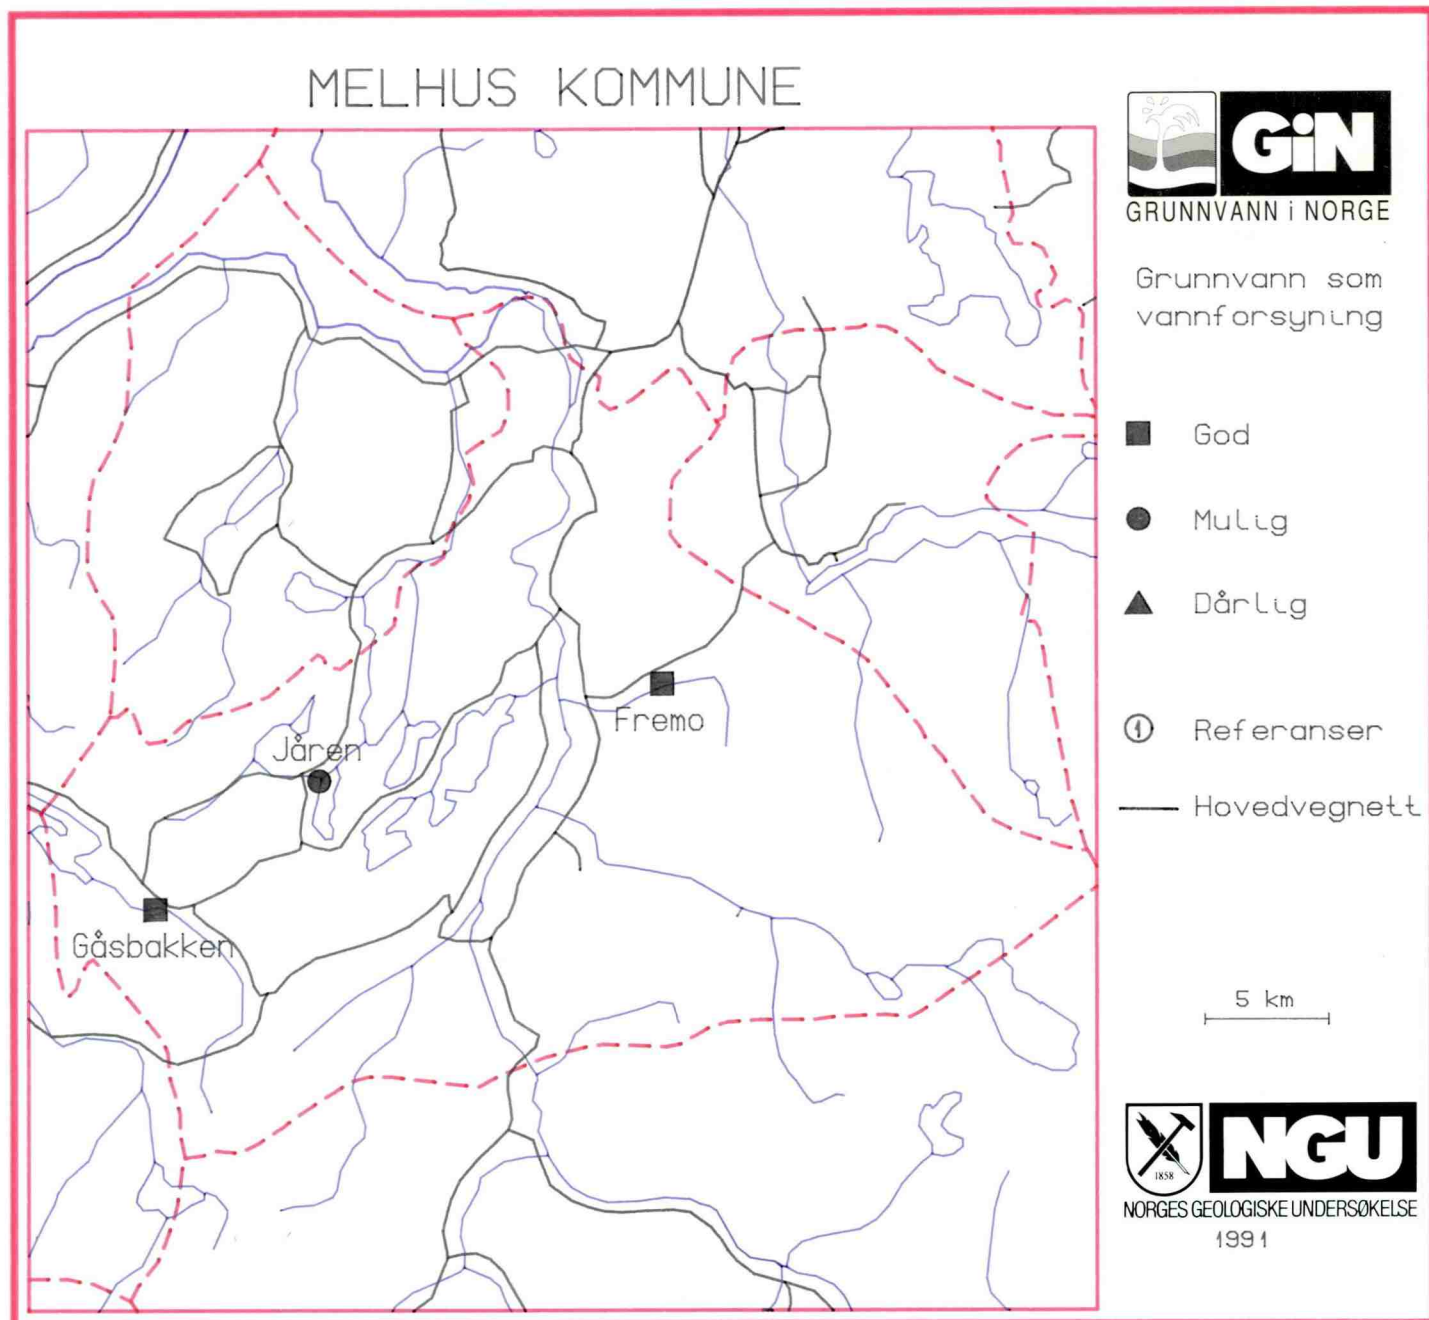 MELHUS KOMMUNE
GiN
GRUNNVANN i NORGE
Grunnvann som
vannforsyning
God
Mulig
Dårlig
1 Referanser
Hovedvegnett
Fremo
Jåren
Gåsbakken
5 km
1858
NGU
NORGES GEOLOGISKE UNDERSØKELSE
1991